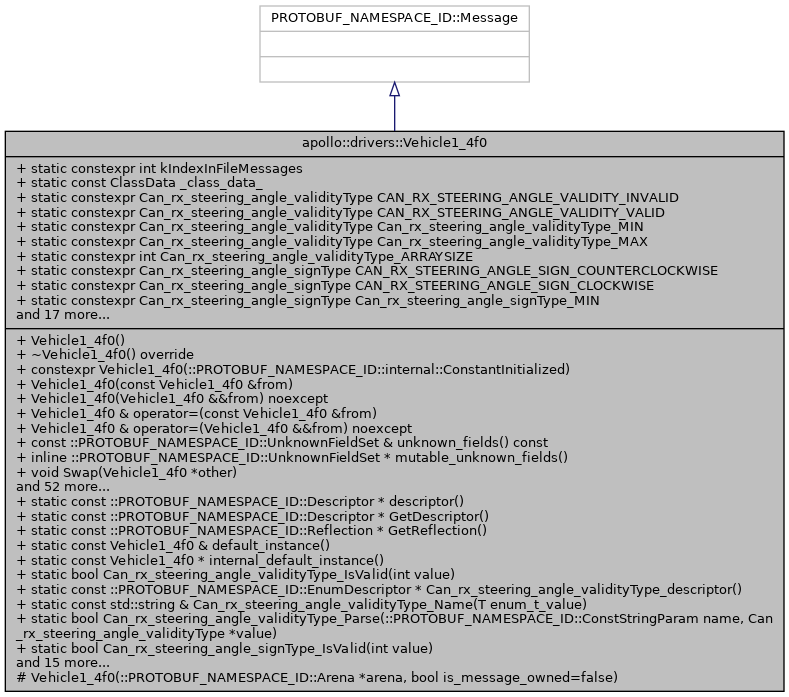 PROTOBUF_NAMESPACE_ID::Message
apollo::drivers::Vehicle1_4f0
+ static constexpr int kIndexInFileMessages
+ static const ClassData _class_data_
+ static constexpr Can_rx_steering_angle_validityType CAN_RX_STEERING_ANGLE_VALIDITY_INVALID
+ static constexpr Can_rx_steering_angle_validityType CAN_RX_STEERING_ANGLE_VALIDITY_VALID
+ static constexpr Can_rx_steering_angle_validityType Can_rx_steering_angle_validityType_MIN
+ static constexpr Can_rx_steering_angle_validityType Can_rx_steering_angle_validityType_MAX
+ static constexpr int Can_rx_steering_angle_validityType_ARRAYSIZE
+ static constexpr Can_rx_steering_angle_signType CAN_RX_STEERING_ANGLE_SIGN_COUNTERCLOCKWISE
+ static constexpr Can_rx_steering_angle_signType CAN_RX_STEERING_ANGLE_SIGN_CLOCKWISE
+ static constexpr Can_rx_steering_angle_signType Can_rx_steering_angle_signType_MIN
and 17 more...
+ Vehicle1_4f0()
+ ~Vehicle1_4f0() override
+ constexpr Vehicle1_4f0(::PROTOBUF_NAMESPACE_ID::internal::ConstantInitialized)
+ Vehicle1_4f0(const Vehicle1_4f0 &from)
+ Vehicle1_4f0(Vehicle1_4f0 &&from) noexcept
+ Vehicle1_4f0 & operator=(const Vehicle1_4f0 &from)
+ Vehicle1_4f0 & operator=(Vehicle1_4f0 &&from) noexcept
+ const ::PROTOBUF_NAMESPACE_ID::UnknownFieldSet & unknown_fields() const
+ inline ::PROTOBUF_NAMESPACE_ID::UnknownFieldSet * mutable_unknown_fields()
+ void Swap(Vehicle1_4f0 *other)
and 52 more...
+ static const ::PROTOBUF_NAMESPACE_ID::Descriptor * descriptor()
+ static const ::PROTOBUF_NAMESPACE_ID::Descriptor * GetDescriptor()
+ static const ::PROTOBUF_NAMESPACE_ID::Reflection * GetReflection()
+ static const Vehicle1_4f0 & default_instance()
+ static const Vehicle1_4f0 * internal_default_instance()
+ static bool Can_rx_steering_angle_validityType_IsValid(int value)
+ static const ::PROTOBUF_NAMESPACE_ID::EnumDescriptor * Can_rx_steering_angle_validityType_descriptor()
+ static const std::string & Can_rx_steering_angle_validityType_Name(T enum_t_value)
+ static bool Can_rx_steering_angle_validityType_Parse(::PROTOBUF_NAMESPACE_ID::ConstStringParam name, Can
_rx_steering_angle_validityType *value)
+ static bool Can_rx_steering_angle_signType_IsValid(int value)
and 15 more...
# Vehicle1_4f0(::PROTOBUF_NAMESPACE_ID::Arena *arena, bool is_message_owned=false)